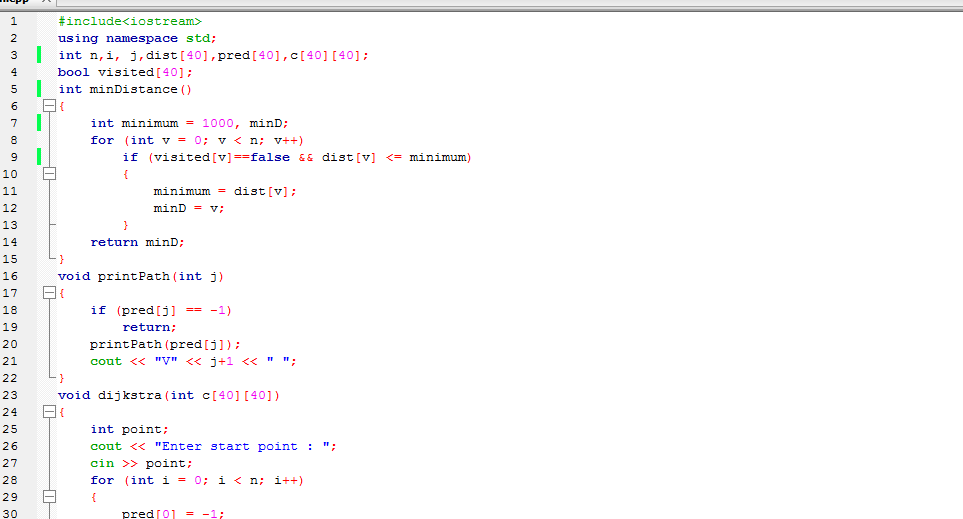 1 #include<iostream>
2 using namespace std;
3 int n,i, j,dist[40],pred[40],c[40][40];
4 bool visited[40];
5 int minDistance()
6 {
7 int minimum = 1000, minD;
8 for (int v = 0; v < n; v++)
9 if (visited[v]==false && dist[v] <= minimum)
10 {
11 minimum = dist[v];
12 minD = v;
13 }
14 return minD;
15 }
16 void printPath(int j)
17 {
18 if (pred[j] == -1)
19 return;
20 printPath(pred[j]);
21 cout << "V" << j+1 << " ";
22 }
23 void dijkstra(int c[40][40])
24 {
25 int point;
26 cout << "Enter start point : ";
27 cin >> point;
28 for (int i = 0; i < n; i++)
29 {
30 pred[0] = -1;